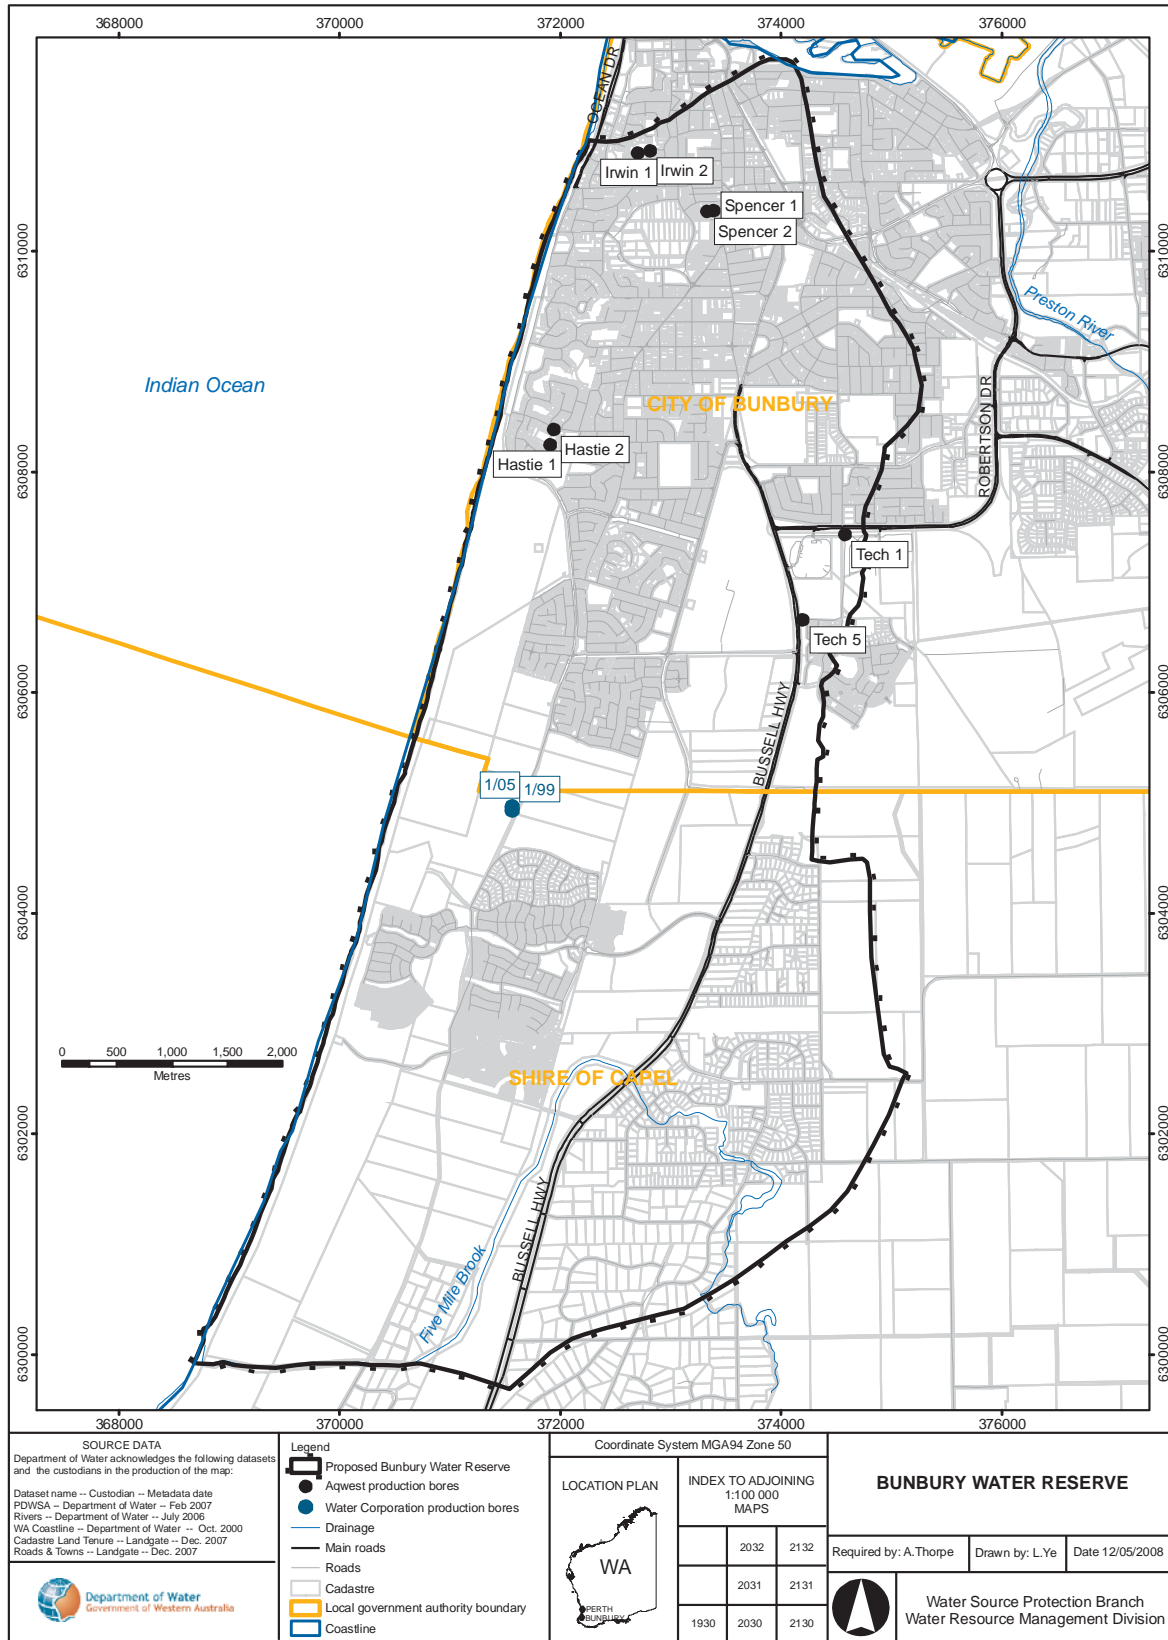 368000
370000
372000
374000
376000
OCEAN DR
Irwin 1
Irwin 2
Spencer 1
Spencer 2
6310000
6310000
Preston River
Indian Ocean
CITY OF BUNBURY
ROBERTSON DR
Hastie 2
Hastie 1
6308000
6308000
Tech 1
Tech 5
6306000
6306000
BUSSELL HWY
1/05
1/99
6304000
6304000
0 500 1,000 1,500 2,000
Metres
SHIRE OF CAPEL
6302000
6302000
BUSSELL HWY
Five Mile Brook
6300000
6300000
368000
370000
372000
374000
376000
SOURCE DATA
Department of Water acknowledges the following datasets
and the custodians in the production of the map:
Dataset name -- Custodian -- Metadata date
PDWSA -- Department of Water -- Feb 2007
Rivers -- Department of Water -- July 2006
WA Coastline -- Department of Water -- Oct. 2000
Cadastre Land Tenure -- Landgate -- Dec. 2007
Roads & Towns -- Landgate -- Dec. 2007
Department of Water
Government of Western Australia
Legend
Proposed Bunbury Water Reserve
Aqwest production bores
Water Corporation production bores
Drainage
Main roads
Roads
Cadastre
Local government authority boundary
Coastline
Coordinate System MGA94 Zone 50
LOCATION PLAN
WA
PERTH
BUNBURY
INDEX TO ADJOINING
1:100 000
MAPS
2032 2132
2031 2131
1930 2030 2130
BUNBURY WATER RESERVE
Required by: A.Thorpe
Drawn by: L.Ye
Date 12/05/2008
Water Source Protection Branch
Water Resource Management Division